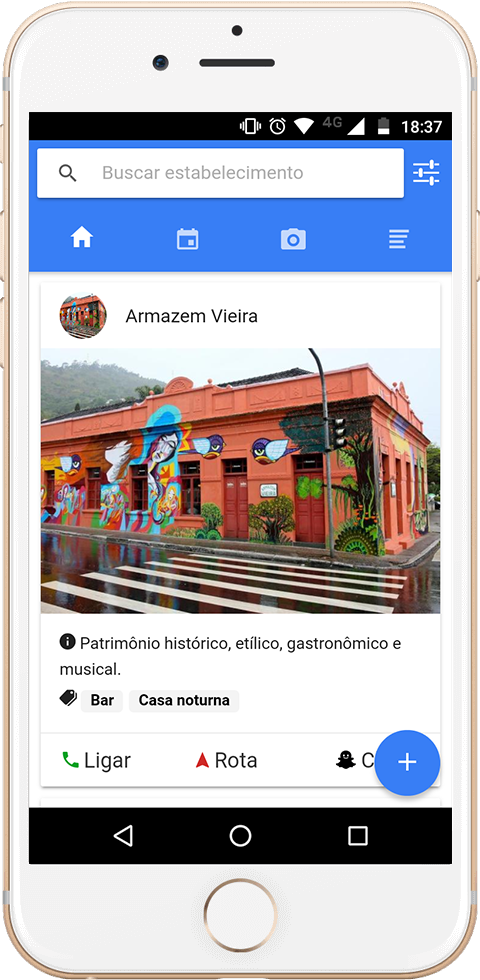 4G 18:37
Buscar estabelecimento
Armazem Vieira
Patrimônio histórico, etílico, gastronômico e
musical.
Bar Casa noturna
Ligar Rota C